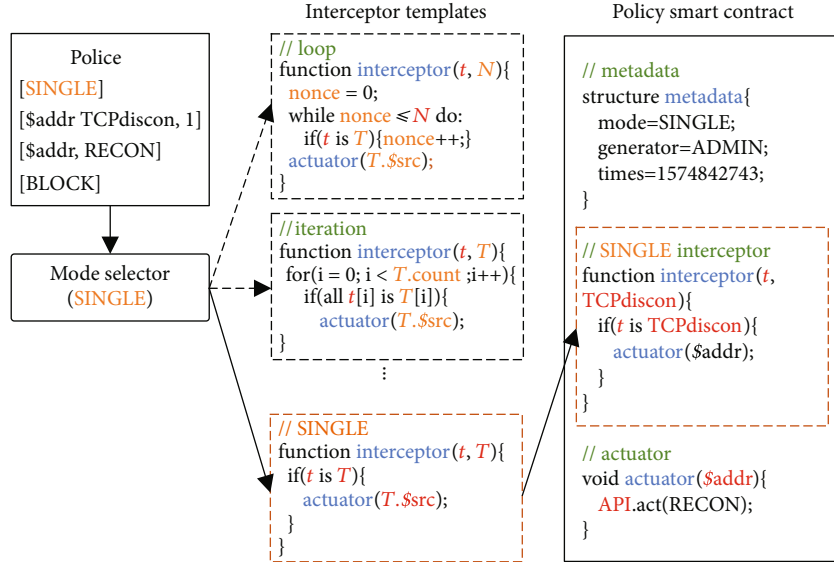 Interceptor templates
Policy smart contract
Police
[SINGLE]
[$addr TCPdiscon, 1]
[$addr, RECON]
[BLOCK]
Mode selector
(SINGLE)
// loop
function interceptor(t, N){
nonce = 0;
while nonce ⩽ N do:
if(t is T){nonce++;}
actuator(T.$src);
}
//iteration
function interceptor(t, T){
for(i = 0; i < T.count ;i++){
if(all t[i] is T[i]){
actuator(T.$src);
}
⋮
// SINGLE
function interceptor(t, T){
if(t is T){
actuator(T.$src);
}
}
// metadata
structure metadata{
mode=SINGLE;
generator=ADMIN;
times=1574842743;
}
// SINGLE interceptor
function interceptor(t,
TCPdiscon){
if(t is TCPdiscon){
actuator($addr);
}
}
// actuator
void actuator($addr){
API.act(RECON);
}